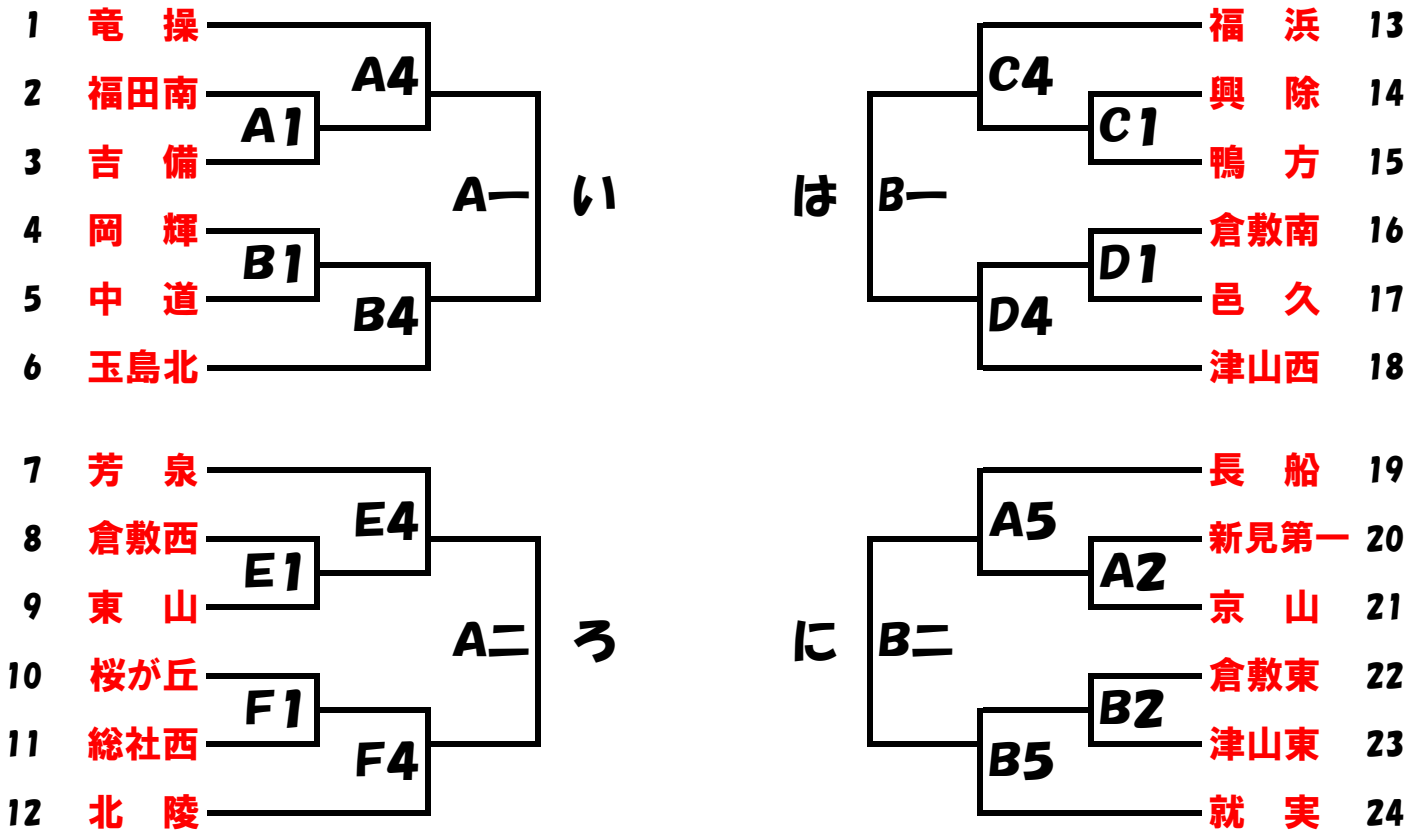 1 竜 操
A4
2 福田南
A1
3 吉 備
A一 い
4 岡 輝
B1
5 中 道
B4
6 玉島北
7 芳 泉
E4
8 倉敷西
E1
9 東 山
A二 ろ
10 桜が丘
F1
11 総社西
F4
12 北 陵
福 浜 13
C4
興 除 14
C1
鴨 方 15
は B一
倉敷南 16
D1
邑 久 17
D4
津山西 18
長 船 19
A5
新見第一 20
A2
京 山 21
に B二
倉敷東 22
B2
津山東 23
B5
就 実 24